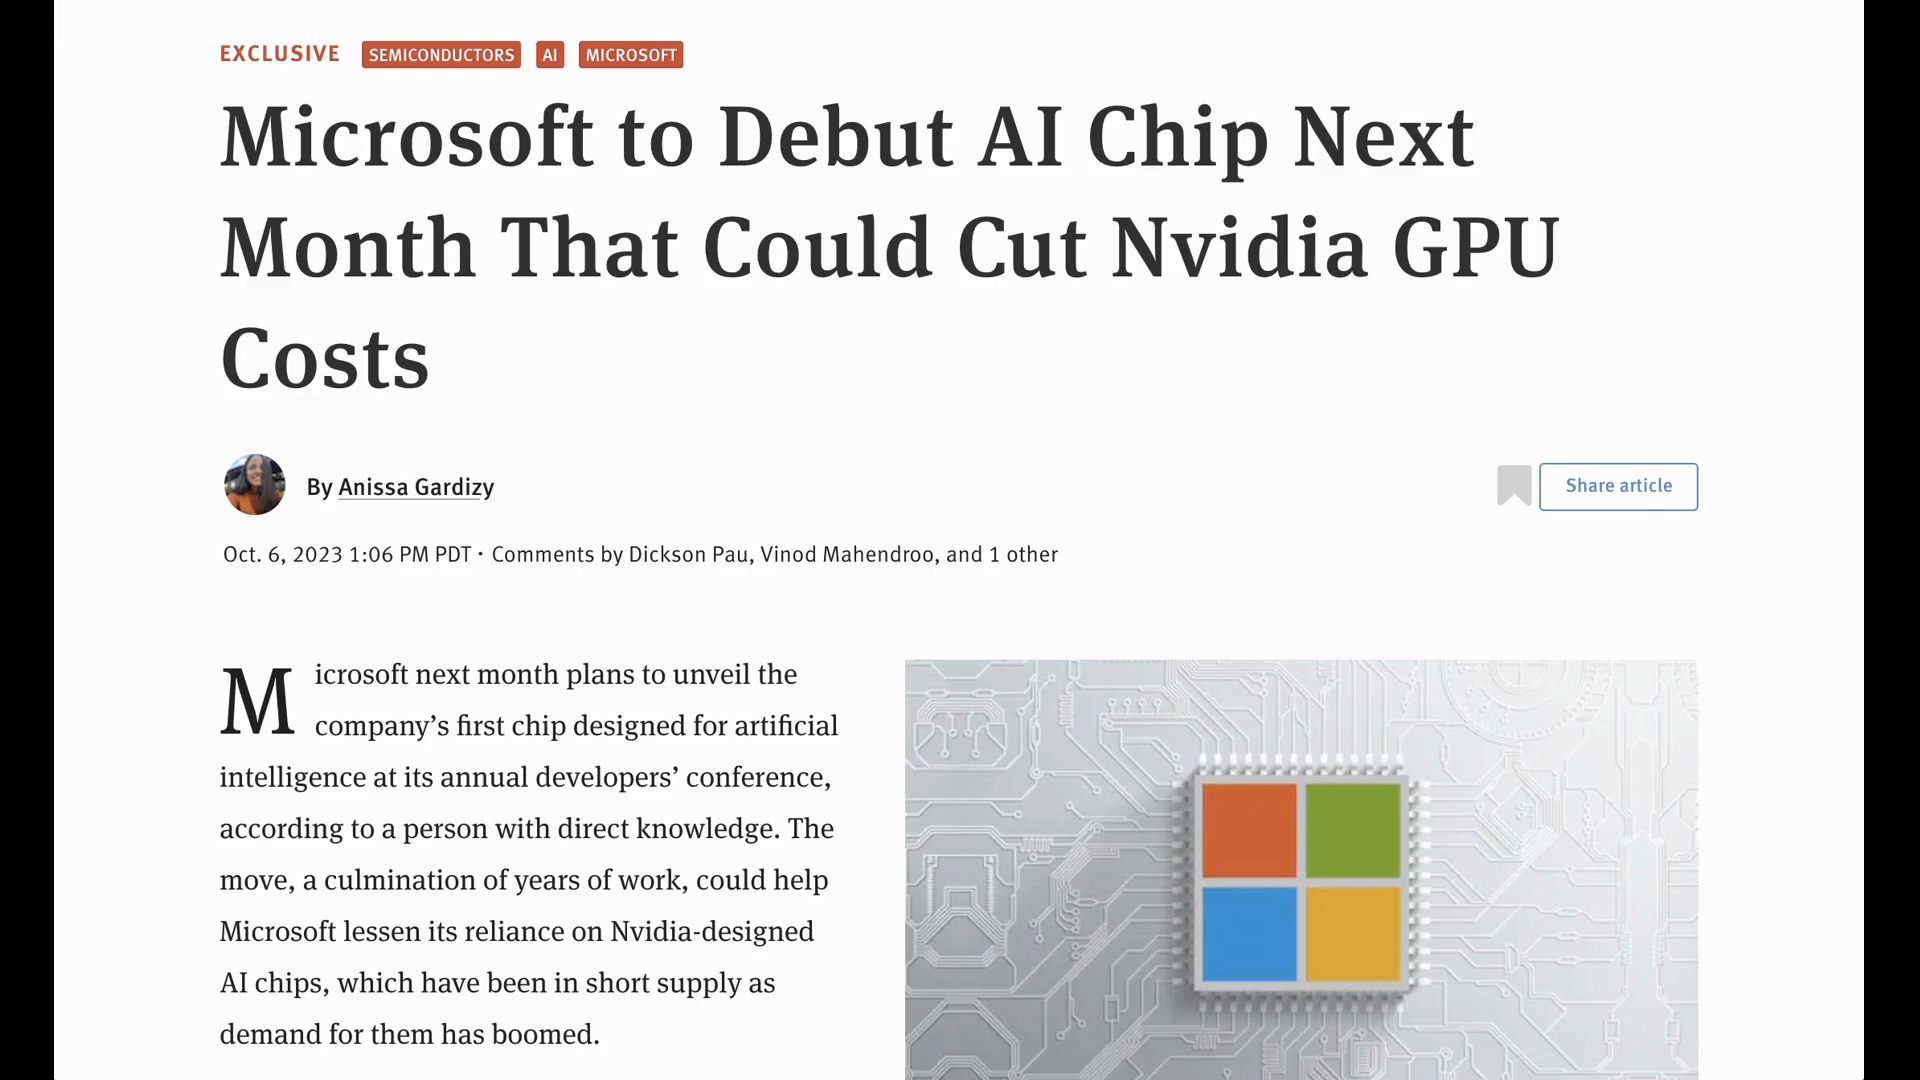 EXCLUSIVE SEMICONDUCTORS AI MICROSOFT
Microsoft to Debut AI Chip Next
Month That Could Cut Nvidia GPU
Costs
By Anissa Gardizy
Share article
Oct. 6, 2023 1:06 PM PDT · Comments by Dickson Pau, Vinod Mahendroo, and 1 other
Microsoft next month plans to unveil the
company’s first chip designed for artificial
intelligence at its annual developers’ conference,
according to a person with direct knowledge. The
move, a culmination of years of work, could help
Microsoft lessen its reliance on Nvidia-designed
AI chips, which have been in short supply as
demand for them has boomed.